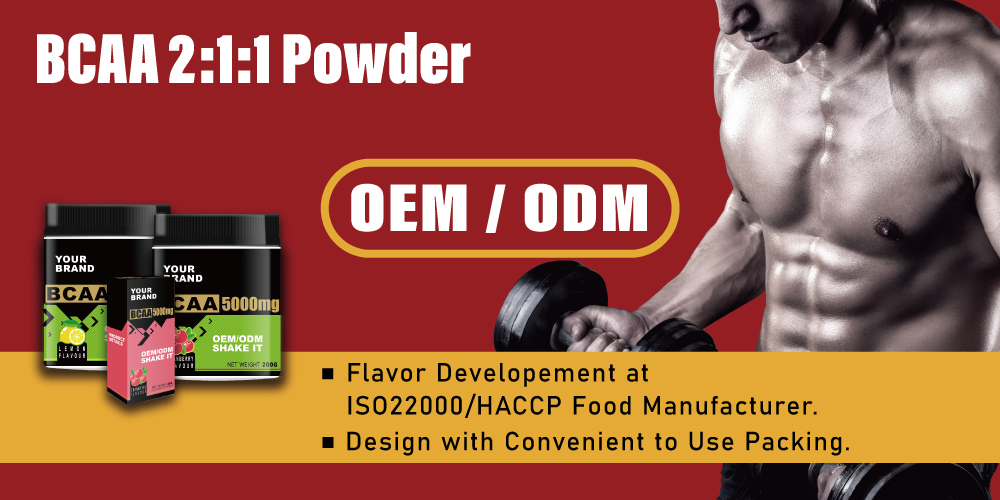 BCAA 2:1:1 Powder
OEM / ODM
YOUR
BRAND
BCAA
LEMON
FLAVOUR
YOUR
BRAND
BCAA 5000mg
OEM/ODM
SHAKE IT
YOUR
BRAND
CAA 5000mg
OEM/ODM
SHAKE IT
NET WEIGHT 200G
■ Flavor Developement at
ISO22000/HACCP Food Manufacturer.
■ Design with Convenient to Use Packing.